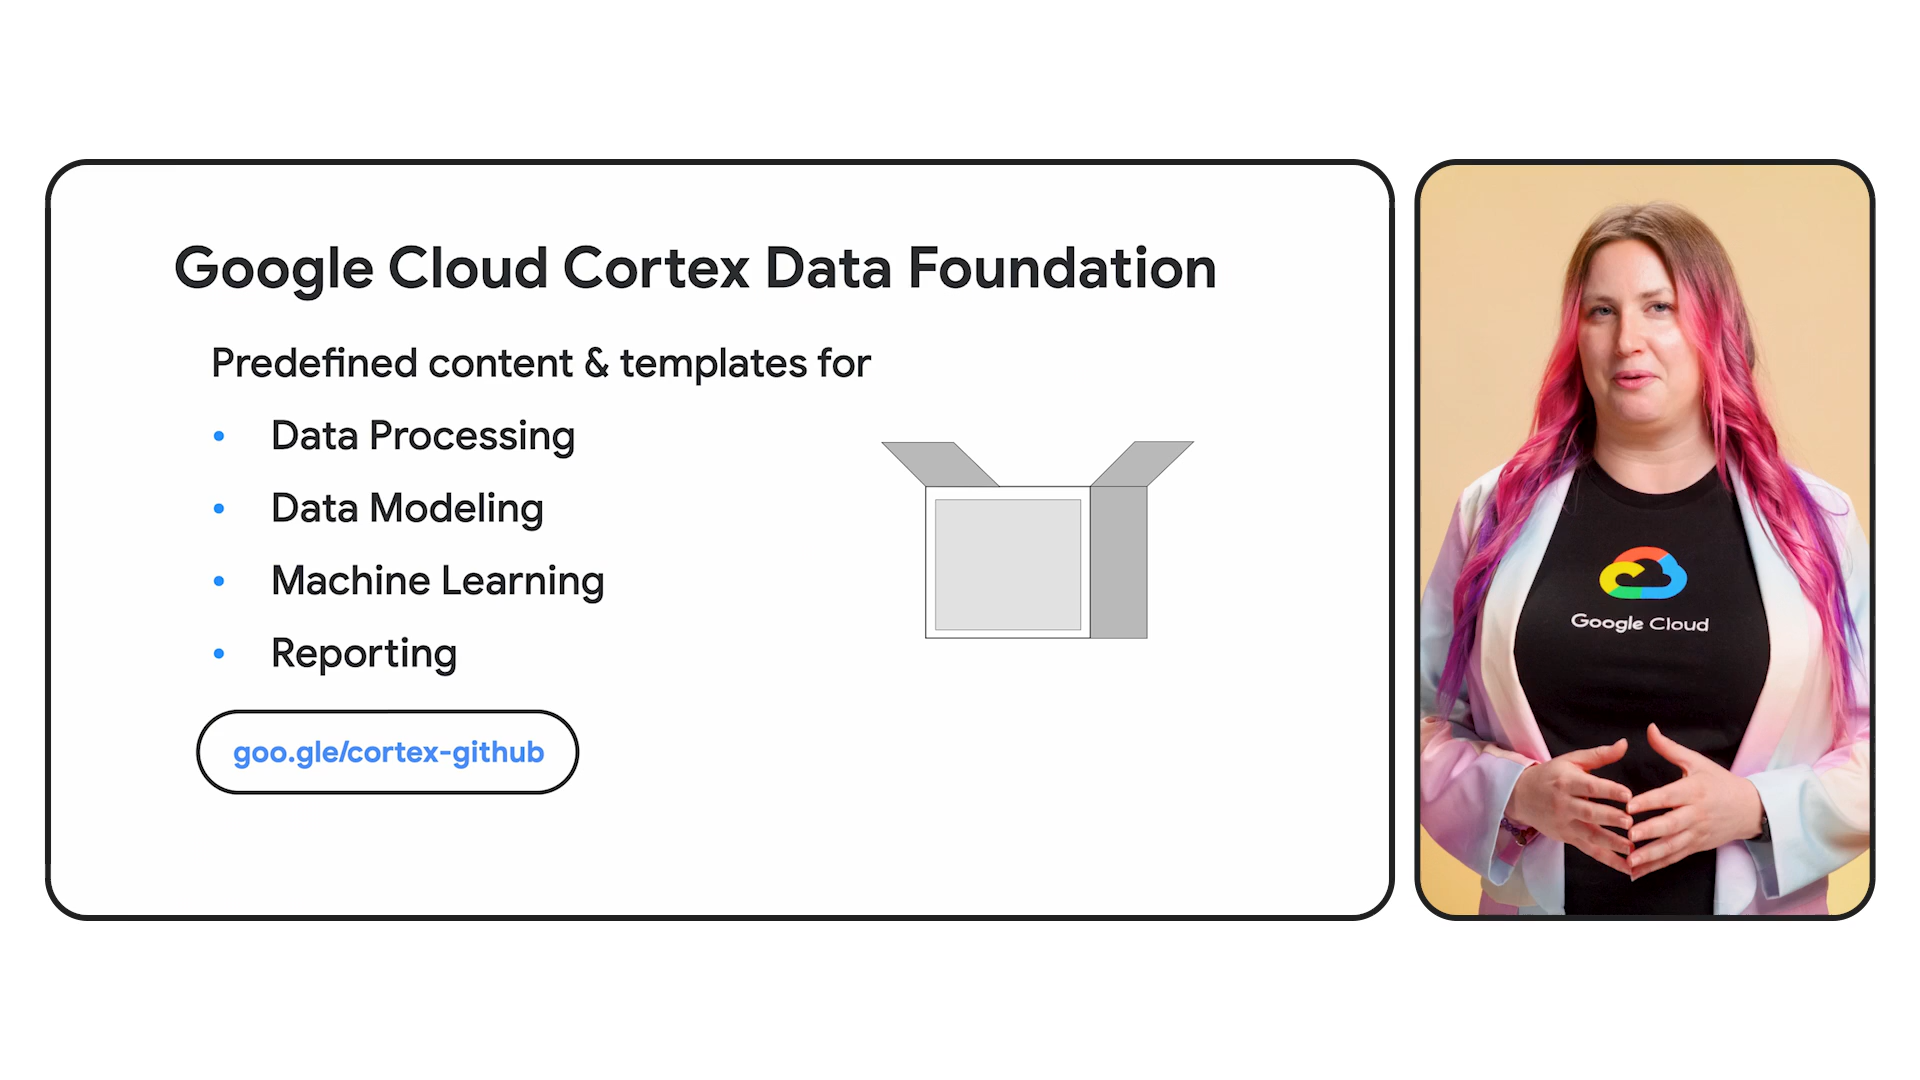 Google Cloud Cortex Data Foundation
Predefined content & templates for
• Data Processing
• Data Modeling
• Machine Learning
• Reporting
goo.gle/cortex-github
Google Cloud